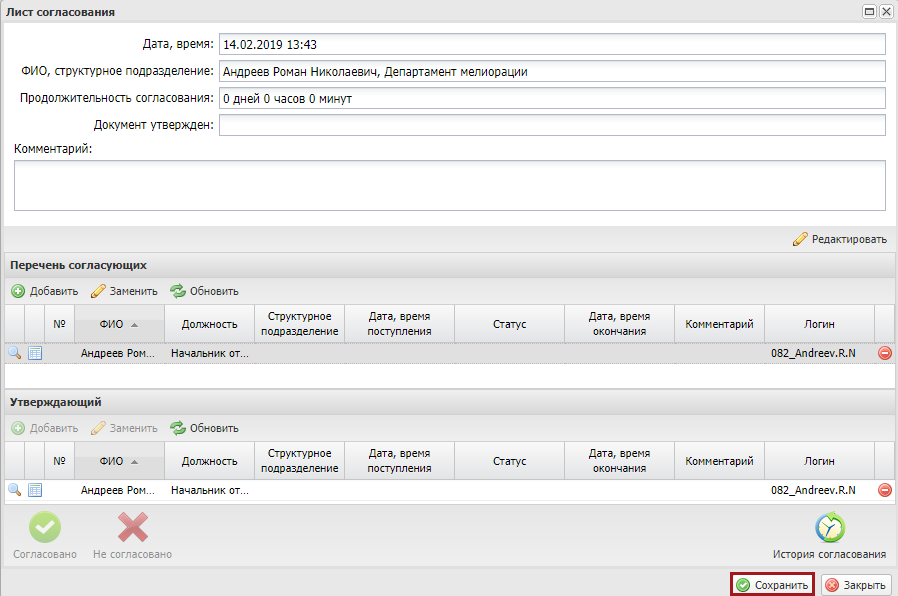 Лист согласования
Дата, время: 14.02.2019 13:43
ФИО, структурное подразделение: Андреев Роман Николаевич, Департамент мелиорации
Продолжительность согласования: 0 дней 0 часов 0 минут
Документ утвержден:
Комментарий:
Редактировать
Перечень согласующих
Добавить Заменить Обновить
№ ФИО Должность Структурное подразделение Дата, время поступления Статус Дата, время окончания Комментарий Логин
Андреев Ром... Начальник от... 082_Andreev.R.N
Утверждающий
Добавить Заменить Обновить
№ ФИО Должность Структурное подразделение Дата, время поступления Статус Дата, время окончания Комментарий Логин
Андреев Ром... Начальник от... 082_Andreev.R.N
Согласовано Не согласовано История согласования
Сохранить Закрыть